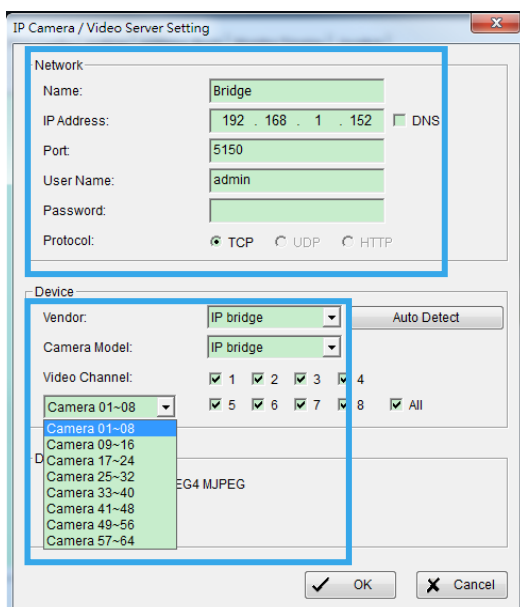 IP Camera / Video Server Setting
Network
Name: Bridge
IP Address: 192 . 168 . 1 . 152 DNS
Port: 5150
User Name: admin
Password:
Protocol: TCP UDP HTTP
Device
Vendor: IP bridge Auto Detect
Camera Model: IP bridge
Video Channel: 1 2 3 4
Camera 01~08 5 6 7 8 All
Camera 01~08
Camera 09~16
D
Camera 17~24
Camera 25~32
EG4 MJPEG
Camera 33~40
Camera 41~48
Camera 49~56
Camera 57~64
OK Cancel